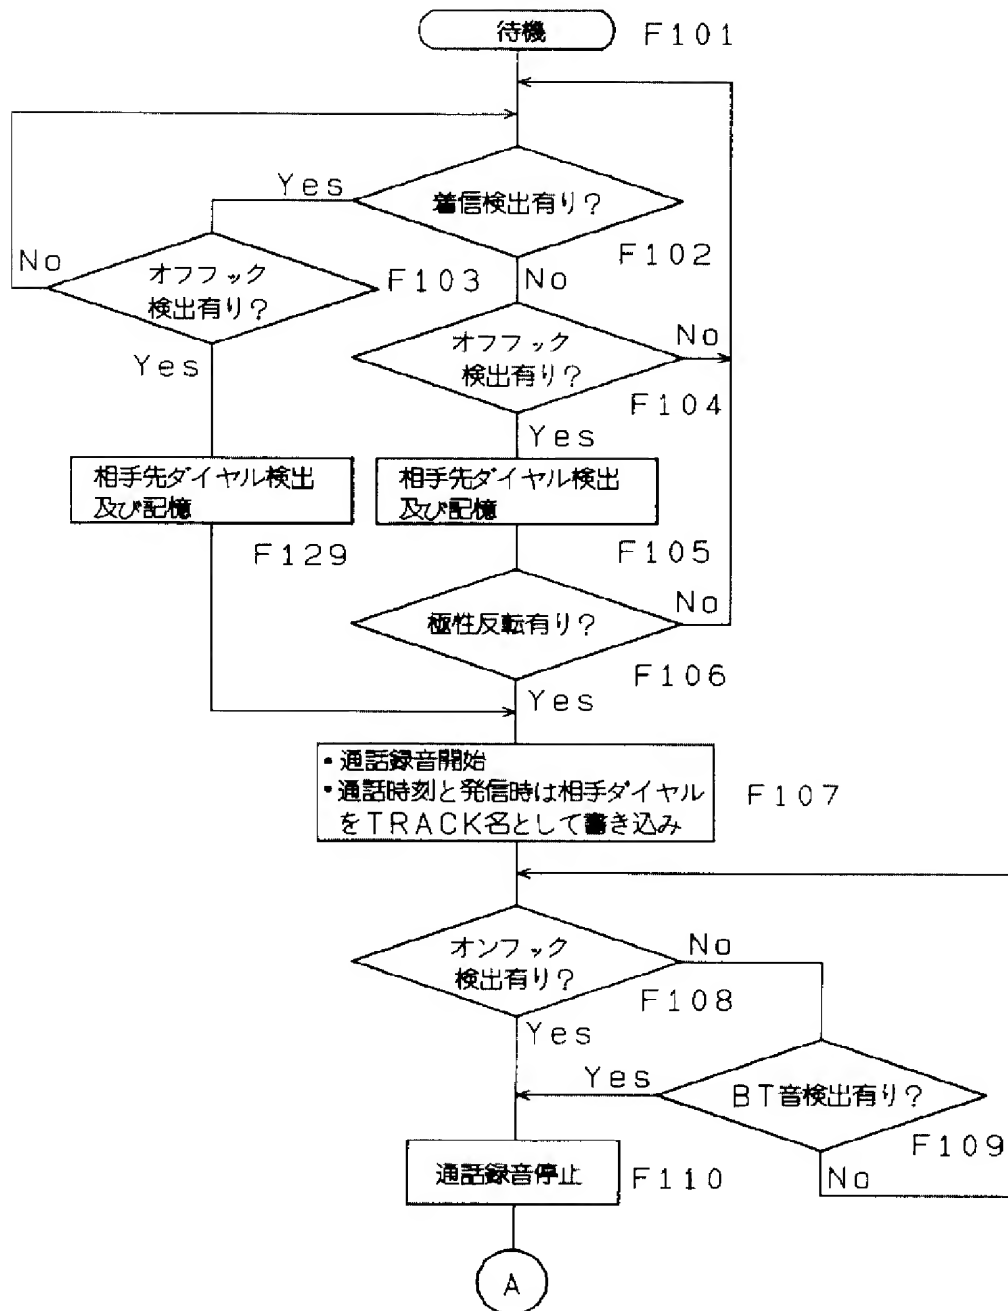 待機
F101
Yes
着信検出有り？
F102
No
オフフック
検出有り？
F103
No
オフフック
検出有り？
No
F104
Yes
Yes
相手先ダイヤル検出
及び記憶
F129
相手先ダイヤル検出
及び記憶
F105
極性反転有り？
No
F106
Yes
・通話録音開始
・通話時刻と発信時は相手ダイヤル
をTRACK名として書き込み
F107
オンフック
検出有り？
No
F108
Yes
Yes
BT音検出有り？
F109
No
通話録音停止
F110
A